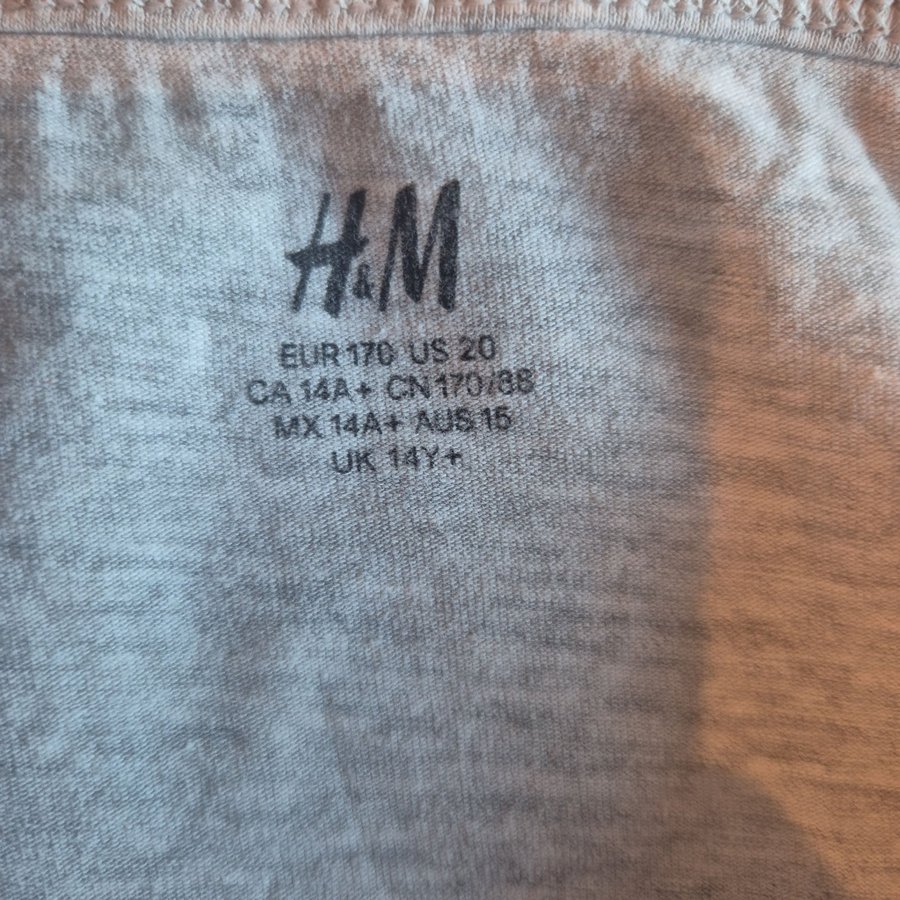 H&M
EUR 170 US 20
CA 14A+ CN 170/88
MX 14A+ AUS 15
UK 14Y+